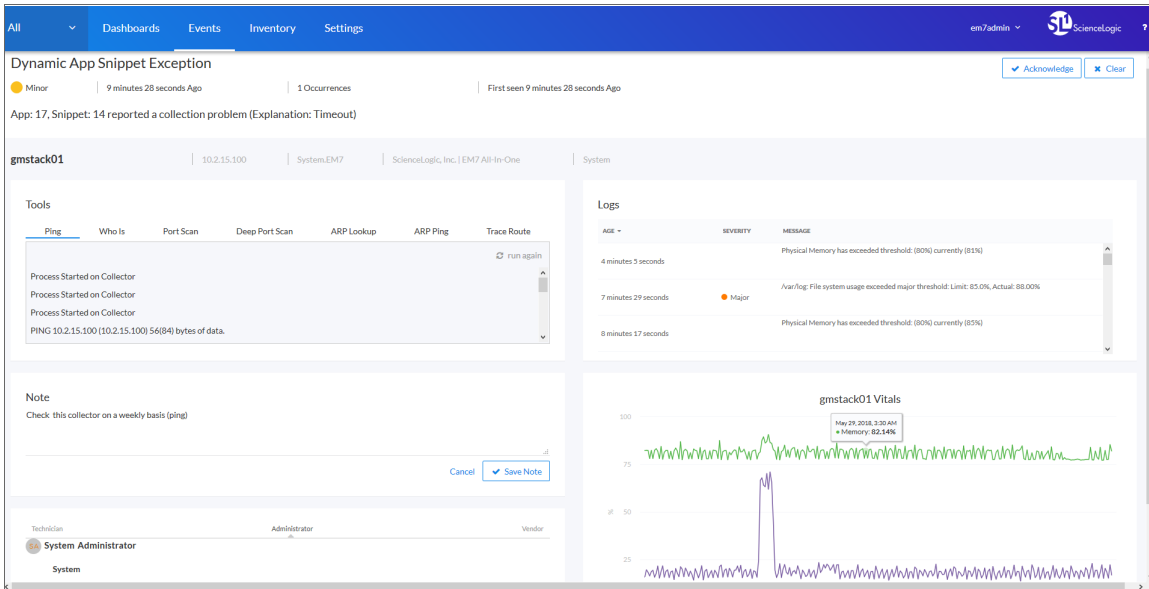 All
Dashboards
Events
Inventory
Settings
em7admin
SL1 ScienceLogic
?
Dynamic App Snippet Exception
Acknowledge
Clear
Minor
9 minutes 28 seconds Ago
1 Occurrences
First seen 9 minutes 28 seconds Ago
App: 17, Snippet: 14 reported a collection problem (Explanation: Timeout)
gmstack01
10.2.15.100
System.EM7
ScienceLogic, Inc. | EM7 All-In-One
System
Tools
Ping
Who Is
Port Scan
Deep Port Scan
ARP Lookup
ARP Ping
Trace Route
run again
Process Started on Collector
Process Started on Collector
Process Started on Collector
PING 10.2.15.100 (10.2.15.100) 56(84) bytes of data.
Logs
AGE
SEVERITY
MESSAGE
4 minutes 5 seconds
Physical Memory has exceeded threshold: (80%) currently (81%)
7 minutes 29 seconds
Major
/var/log: File system usage exceeded major threshold: Limit: 85.0%, Actual: 88.00%
8 minutes 17 seconds
Physical Memory has exceeded threshold: (80%) currently (85%)
Note
Check this collector on a weekly basis (ping)
Cancel
Save Note
Technician
Administrator
Vendor
SA
System Administrator
System
gmstack01 Vitals
May 29, 2018, 3:30 AM
Memory: 82.14%
100
75
50
25
%